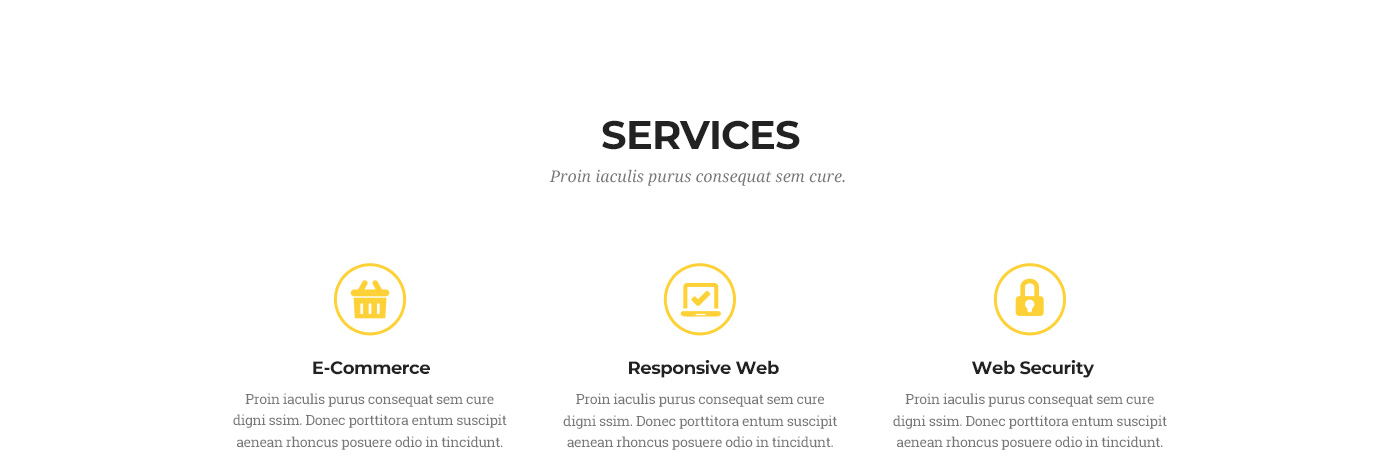 SERVICES
Proin iaculis purus consequat sem cure.
E-Commerce
Proin iaculis purus consequat sem cure
digni ssim. Donec porttitora entum suscipit
aenean rhoncus posuere odio in tincidunt.
Responsive Web
Proin iaculis purus consequat sem cure
digni ssim. Donec porttitora entum suscipit
aenean rhoncus posuere odio in tincidunt.
Web Security
Proin iaculis purus consequat sem cure
digni ssim. Donec porttitora entum suscipit
aenean rhoncus posuere odio in tincidunt.